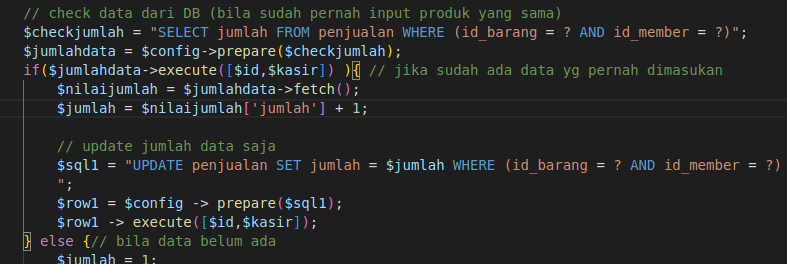 // check data dari DB (bila sudah pernah input produk yang sama)
$checkjumlah = "SELECT jumlah FROM penjualan WHERE (id_barang = ? AND id_member = ?)";
$jumlahdata = $config->prepare($checkjumlah);
if($jumlahdata->execute([$id,$kasir]) ){ // jika sudah ada data yg pernah dimasukan
$nilaijumlah = $jumlahdata->fetch();
$jumlah = $nilaijumlah['jumlah'] + 1;
// update jumlah data saja
$sql1 = "UPDATE penjualan SET jumlah = $jumlah WHERE (id_barang = ? AND id_member = ?)
";
$row1 = $config -> prepare($sql1);
$row1 -> execute([$id,$kasir]);
} else {// bila data belum ada
$jumlah = 1;